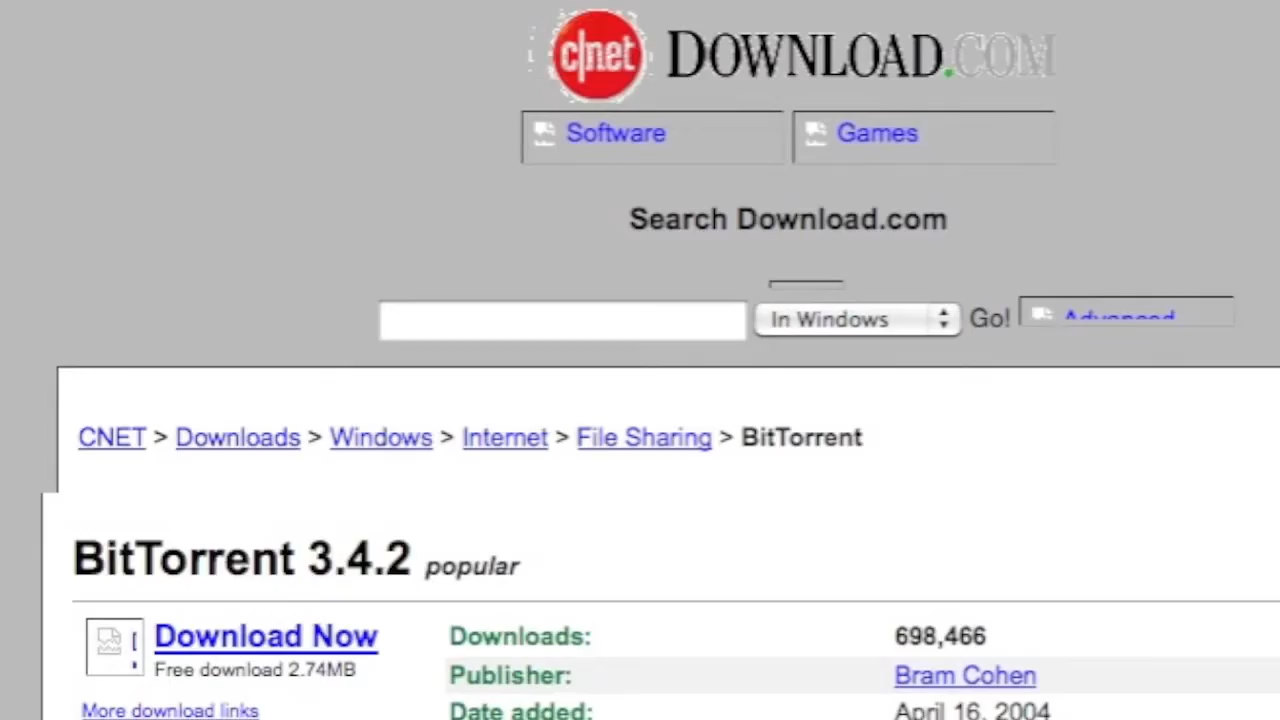 c|net DOWNLOAD.COM
Software Games
Search Download.com
In Windows Go! Advanced
CNET > Downloads > Windows > Internet > File Sharing > BitTorrent
BitTorrent 3.4.2 popular
Download Now Downloads: 698,466
Free download 2.74MB Publisher: Bram Cohen
More download links Date added: April 16, 2004